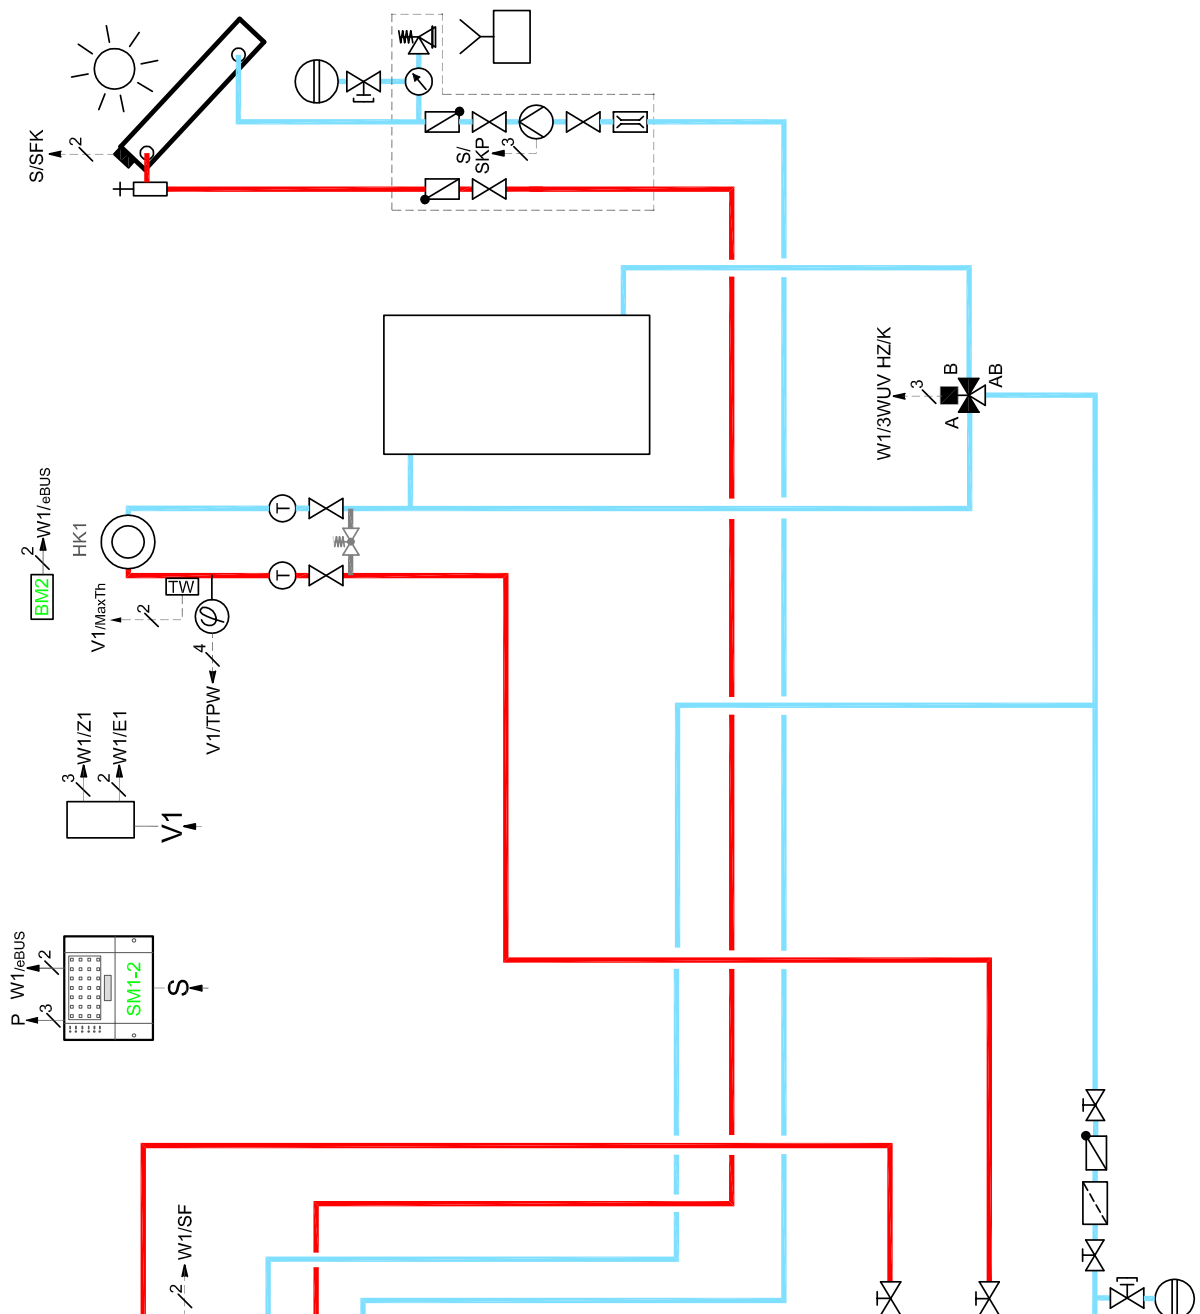 S/SFK
2
S/
SKP
3
W1/3WUV HZ/K
3
B
A
AB
BM2
2
W1/eBUS
HK1
T
T
TW
V1/MaxTh
2
φ
4
V1/TPW
3
W1/Z1
2
W1/E1
V1
W1/eBUS
2
P
3
SM1-2
S
W1/SF
2